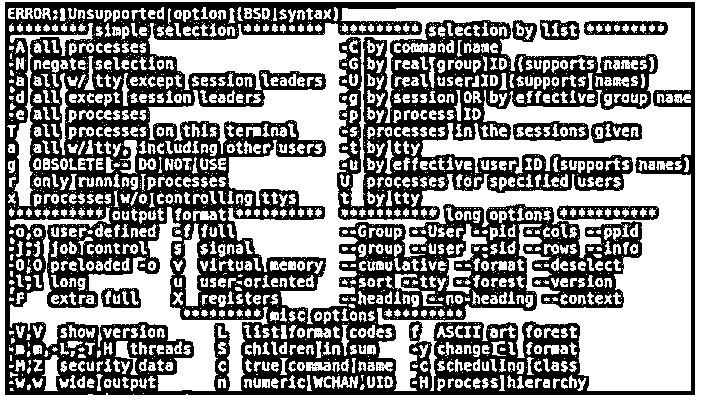 ERROR: Unsupported option (BSD syntax)
********* simple selection ********* ********* selection by list *********
-A all processes -C by command name
-N negate selection -G by real group ID (supports names)
-a all w/ tty except session leaders -U by real user ID (supports names)
-d all except session leaders -g by session OR by effective group name
-e all processes -p by process ID
T all processes on this terminal -s processes in the sessions given
a all w/ tty, including other users -t by tty
g OBSOLETE -- DO NOT USE -u by effective user ID (supports names)
r only running processes U processes for specified users
x processes w/o controlling ttys t by tty
*********** output format ********** *********** long options ***********
-o,o user-defined -f full --Group --User --pid --cols --ppid
-j,j job control s signal --group --user --sid --rows --info
-O,O preloaded -o v virtual memory --cumulative --format --deselect
-l,l long u user-oriented --sort --tty --forest --version
-F extra full X registers --heading --no-heading --context
********* misc options *********
-V,V show version L list format codes f ASCII art forest
-m,m,-L,-T,H threads S children in sum -y change -l format
-M,Z security data c true command name -c scheduling class
-w,w wide output n numeric WCHAN,UID -H process hierarchy